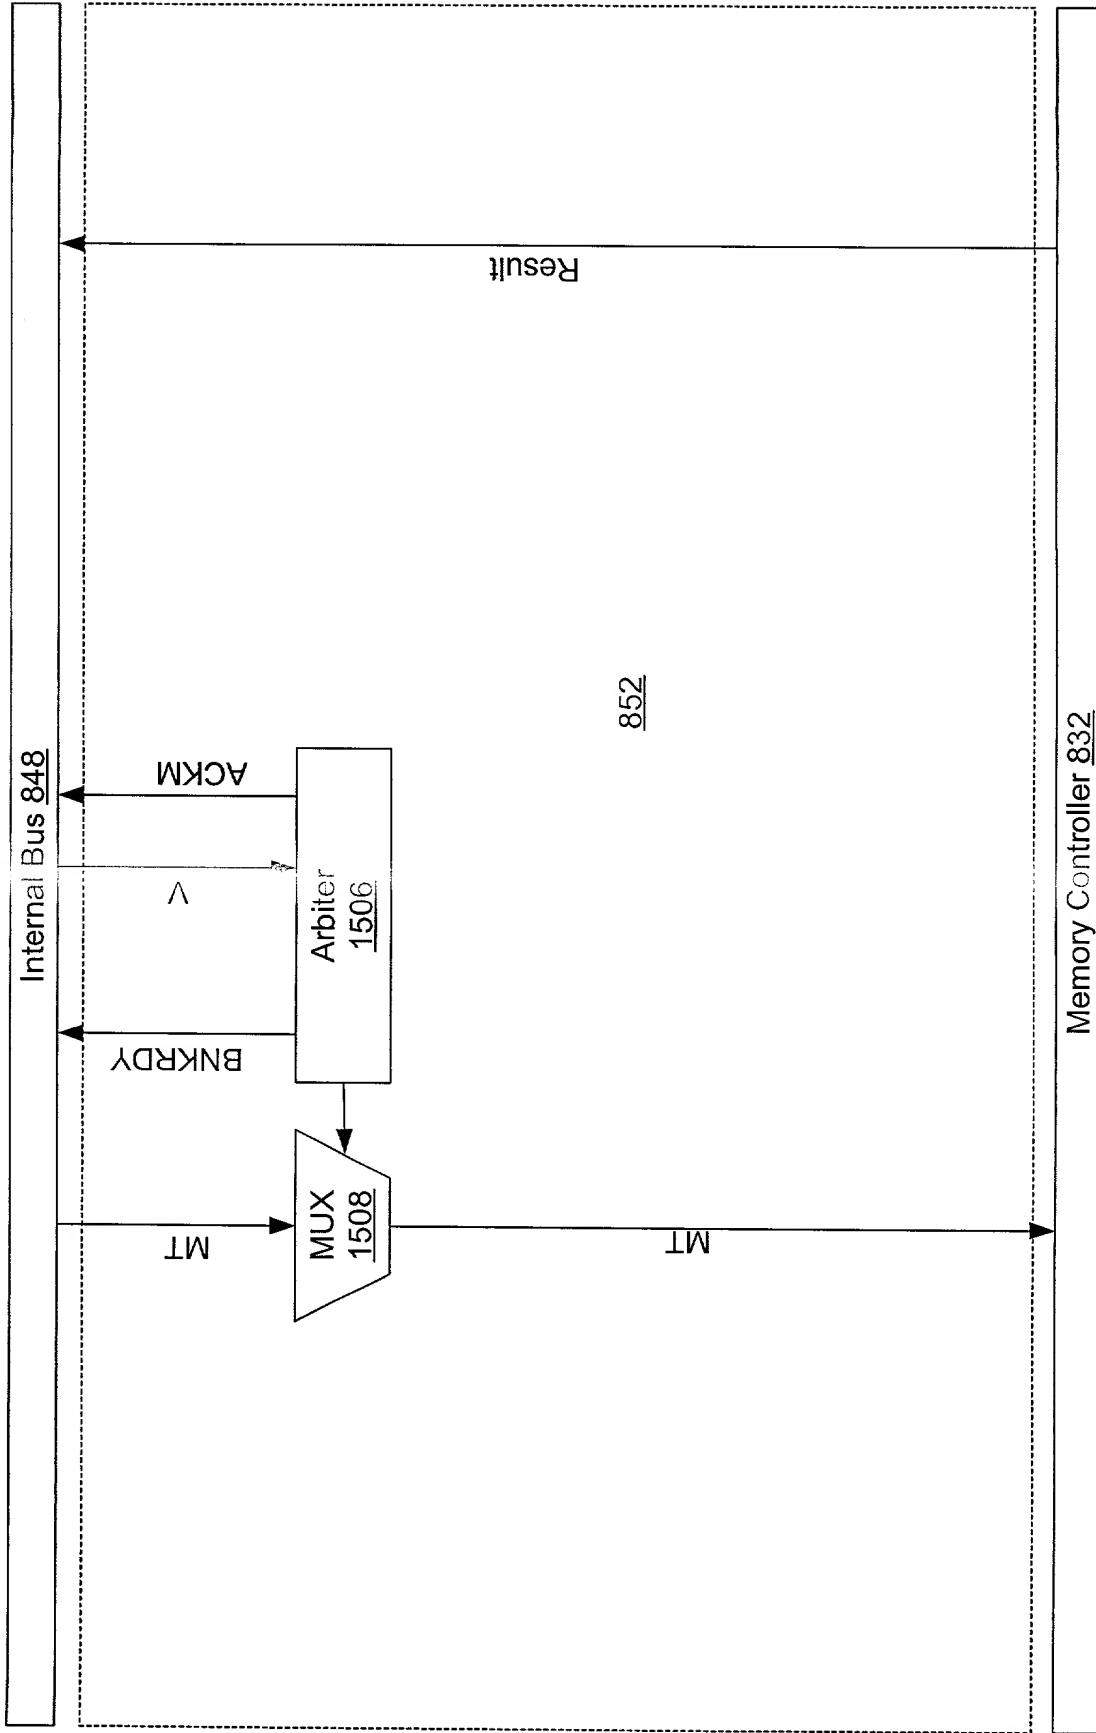 Internal Bus 848
MT
BNKRDY
V
ACKM
Result
MUX
1508
Arbiter
1506
MT
852
Memory Controller 832